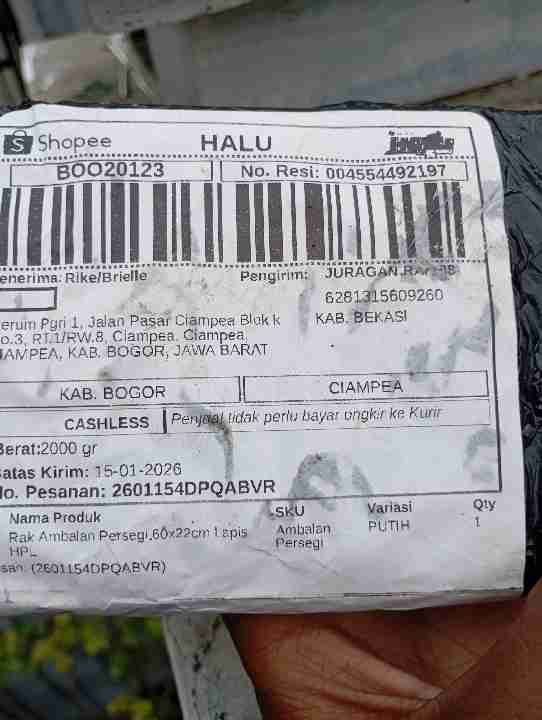 Shopee
HALU
BOO20123
No. Resi: 004554492197
enerima: Rike/Brielle
Pengirim: JURAGAN
6281315609260
KAB. BEKASI
erum Pgri 1, Jalan Pasar Ciampea Blok k
o.3, RT.1/RW.8, Ciampea, Ciampea,
IAMPEA, KAB. BOGOR, JAWA BARAT
KAB. BOGOR
CIAMPEA
CASHLESS
Penjual tidak perlu bayar ongkir ke Kurir
Berat:2000 gr
atas Kirim: 15-01-2026
No. Pesanan: 2601154DPQABVR
Nama Produk
SKU
Variasi
Qty
Rak Ambalan Persegi,60x22cm Lapis
HPL
Ambalan
Persegi
PUTIH
1
san: (2601154DPQABVR)